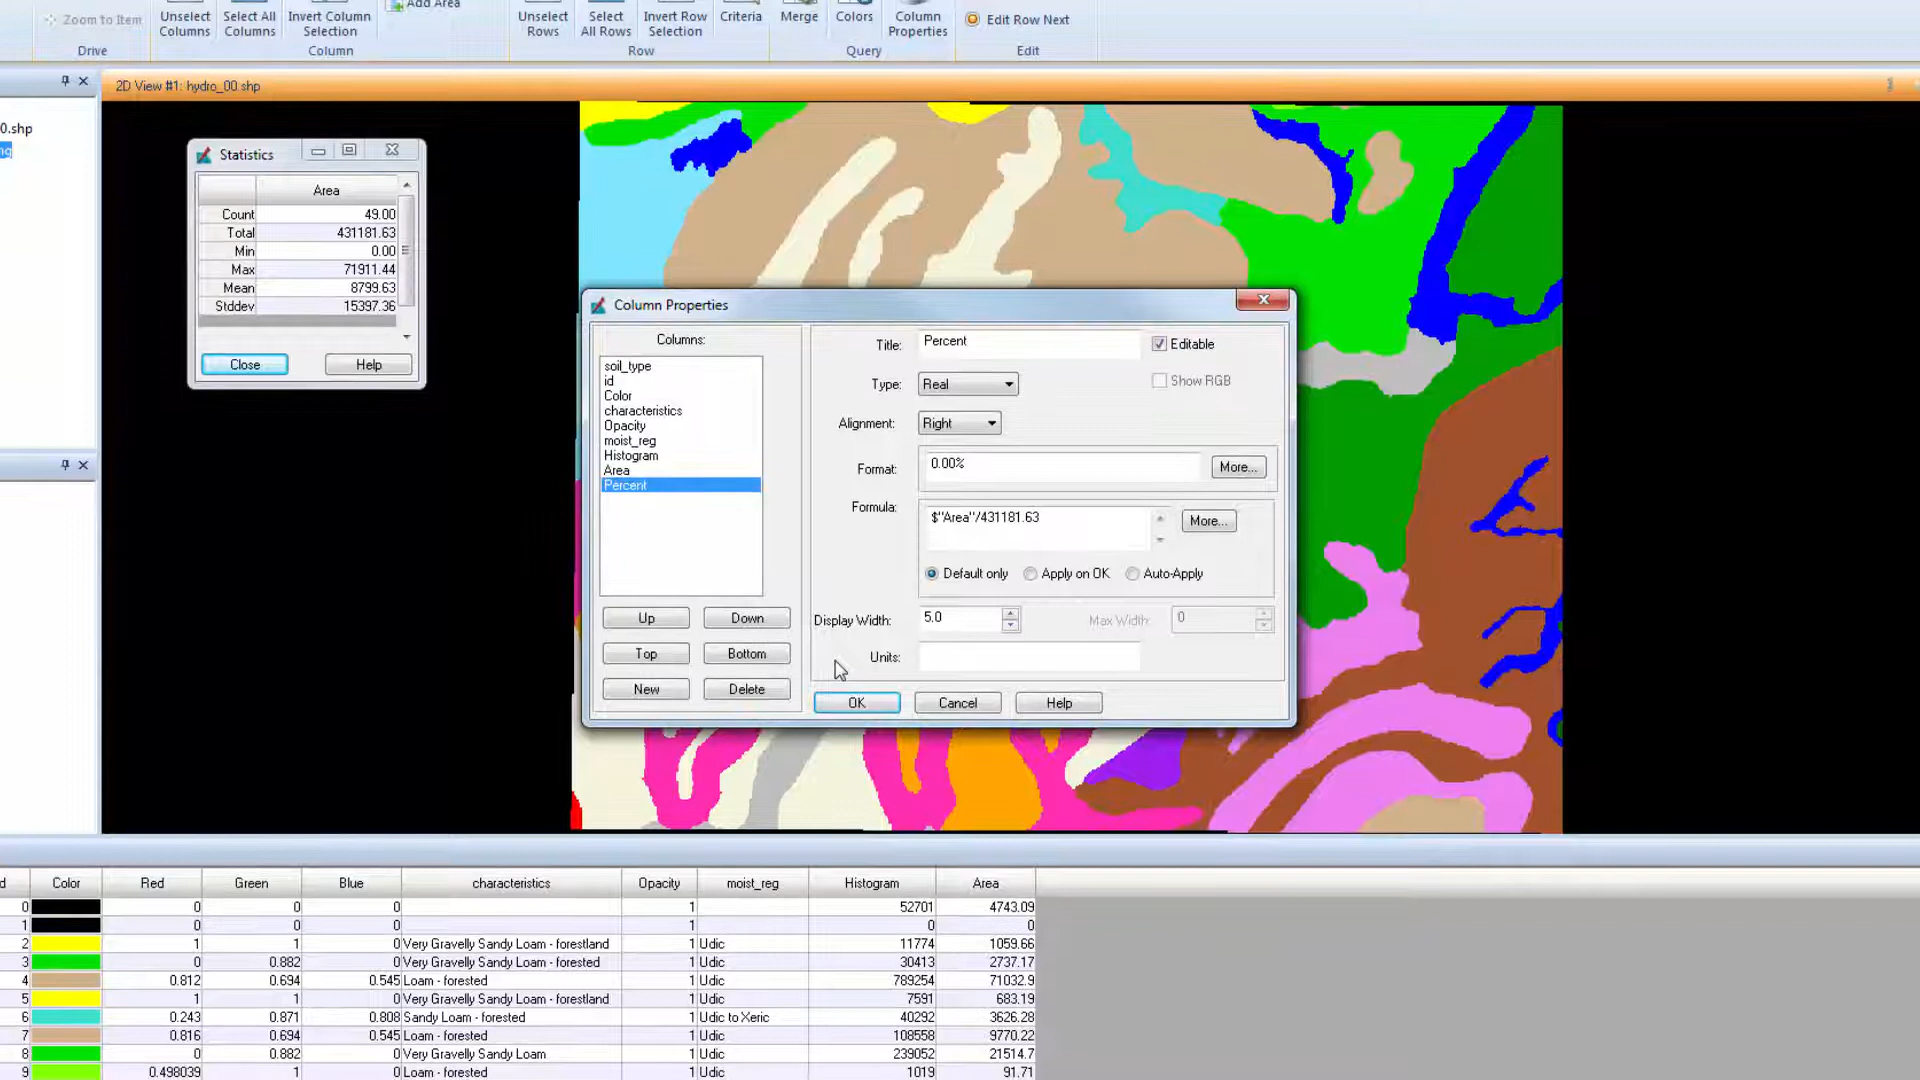 Add Area
Zoom to Item
Unselect Columns
Select All Columns
Invert Column Selection
Unselect Rows
Select All Rows
Invert Row Selection
Criteria
Merge
Colors
Column Properties
Edit Row Next
Drive
Column
Row
Query
Edit
2D View #1: hydro_00.shp
0.shp
Statistics
Area
Count 49.00
Total 431181.63
Min 0.00
Max 71911.44
Mean 8799.63
Stddev 15397.36
Close
Help
Column Properties
Columns:
soil_type
id
Color
characteristics
Opacity
moist_reg
Histogram
Area
Percent
Up
Down
Top
Bottom
New
Delete
Title: Percent
Editable
Type: Real
Show RGB
Alignment: Right
Format: 0.00%
More...
Formula: $"Area"/431181.63
More...
Default only
Apply on OK
Auto-Apply
Display Width: 5.0
Max Width: 0
Units:
OK
Cancel
Help
d Color Red Green Blue characteristics Opacity moist_reg Histogram Area
0 0 0 0 1 52701 4743.09
1 0 0 0 1 0 0
2 1 1 0 Very Gravelly Sandy Loam - forestland 1 Udic 11774 1059.66
3 0 0.882 0 Very Gravelly Sandy Loam - forested 1 Udic 30413 2737.17
4 0.812 0.694 0.545 Loam - forested 1 Udic 789254 71032.9
5 1 1 0 Very Gravelly Sandy Loam - forestland 1 Udic 7591 683.19
6 0.243 0.871 0.808 Sandy Loam - forested 1 Udic to Xeric 40292 3626.28
7 0.816 0.694 0.545 Loam - forested 1 Udic 108558 9770.22
8 0 0.882 0 Very Gravelly Sandy Loam 1 Udic 239052 21514.7
9 0.498039 1 0 Loam - forested 1 Udic 1019 91.71